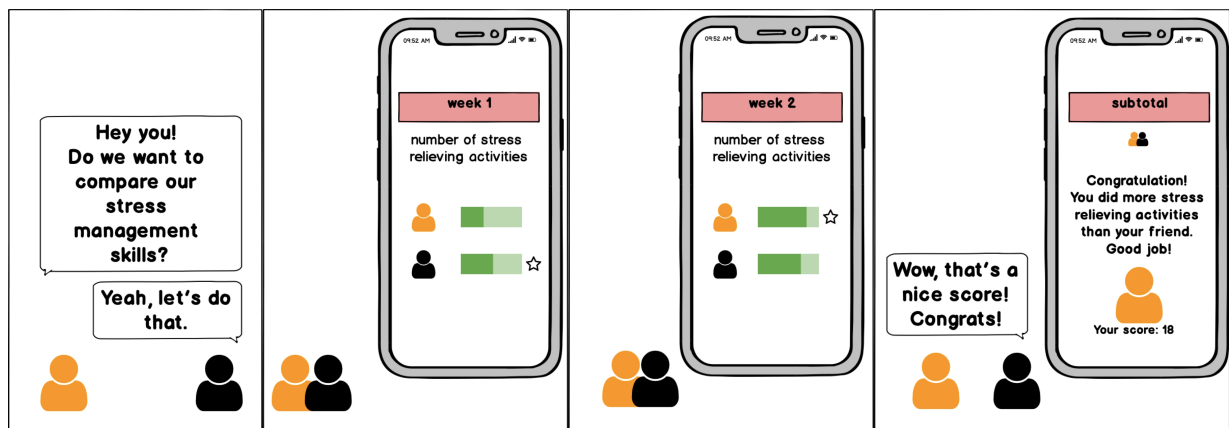 Hey you!
Do we want to
compare our
stress
management
skills?
Yeah, let's do
that.
09:52 AM
week 1
number of stress
relieving activities
09:52 AM
week 2
number of stress
relieving activities
Wow, that's a
nice score!
Congrats!
09:52 AM
subtotal
Congratulation!
You did more stress
relieving activities
than your friend.
Good job!
Your score: 18